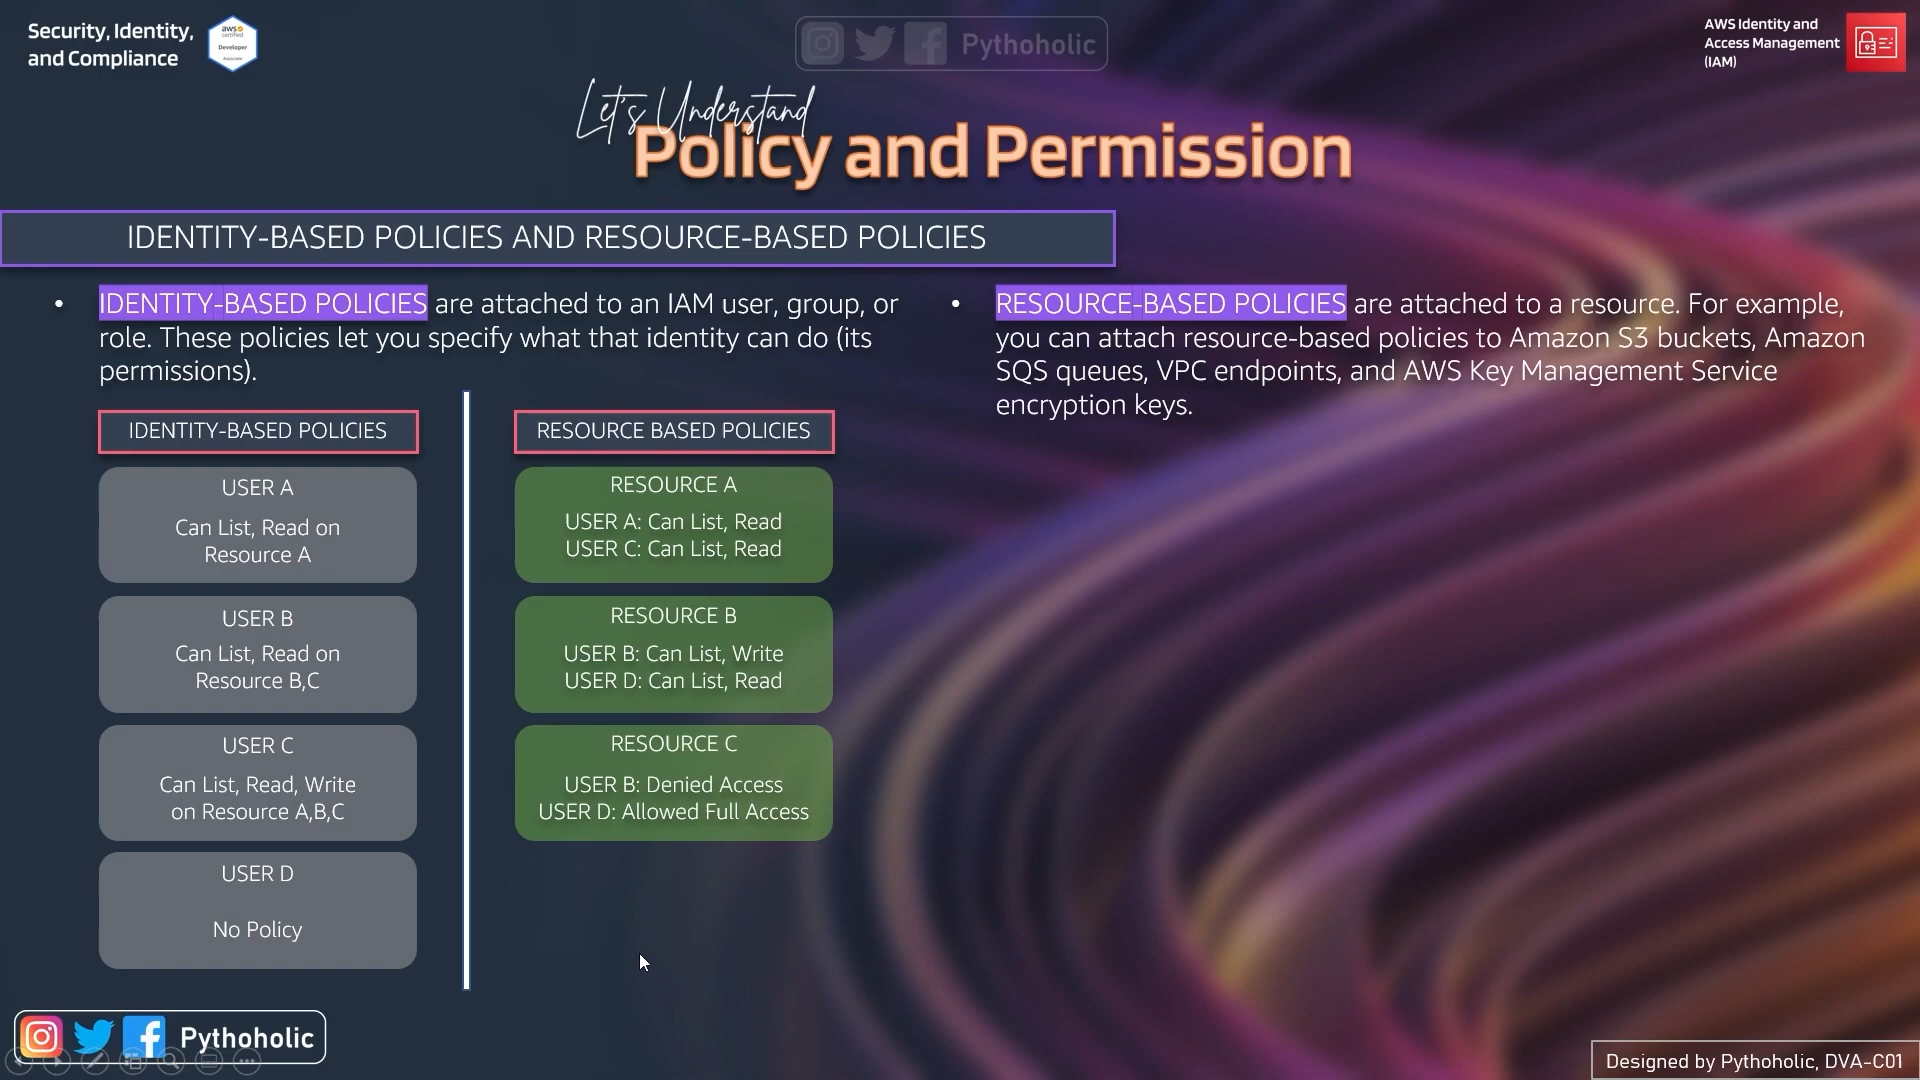 Security, Identity,
and Compliance
aws
certified
Developer
Associate
Pythoholic
AWS Identity and
Access Management
(IAM)
Let's Understand
Policy and Permission
IDENTITY-BASED POLICIES AND RESOURCE-BASED POLICIES
• IDENTITY-BASED POLICIES are attached to an IAM user, group, or
role. These policies let you specify what that identity can do (its
permissions).
• RESOURCE-BASED POLICIES are attached to a resource. For example,
you can attach resource-based policies to Amazon S3 buckets, Amazon
SQS queues, VPC endpoints, and AWS Key Management Service
encryption keys.
IDENTITY-BASED POLICIES
USER A
Can List, Read on
Resource A
USER B
Can List, Read on
Resource B,C
USER C
Can List, Read, Write
on Resource A,B,C
USER D
No Policy
RESOURCE BASED POLICIES
RESOURCE A
USER A: Can List, Read
USER C: Can List, Read
RESOURCE B
USER B: Can List, Write
USER D: Can List, Read
RESOURCE C
USER B: Denied Access
USER D: Allowed Full Access
Pythoholic
Designed by Pythoholic, DVA-C01